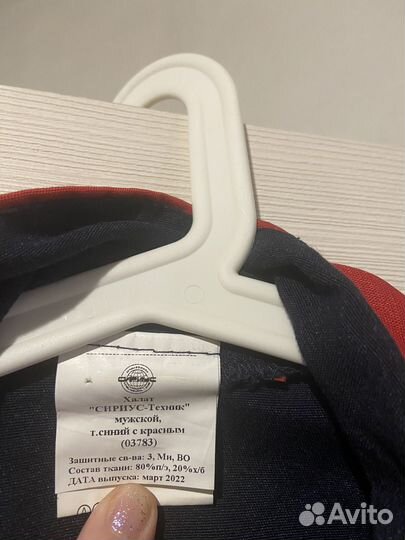 Халат
"СИРИУС-Техник"
мужской,
т.синий с красным
(03783)
Защитные св-ва: З, Ми, ВО
Состав ткани: 80%п/э, 20%х/б
ДАТА выпуска: март 2022
Avito